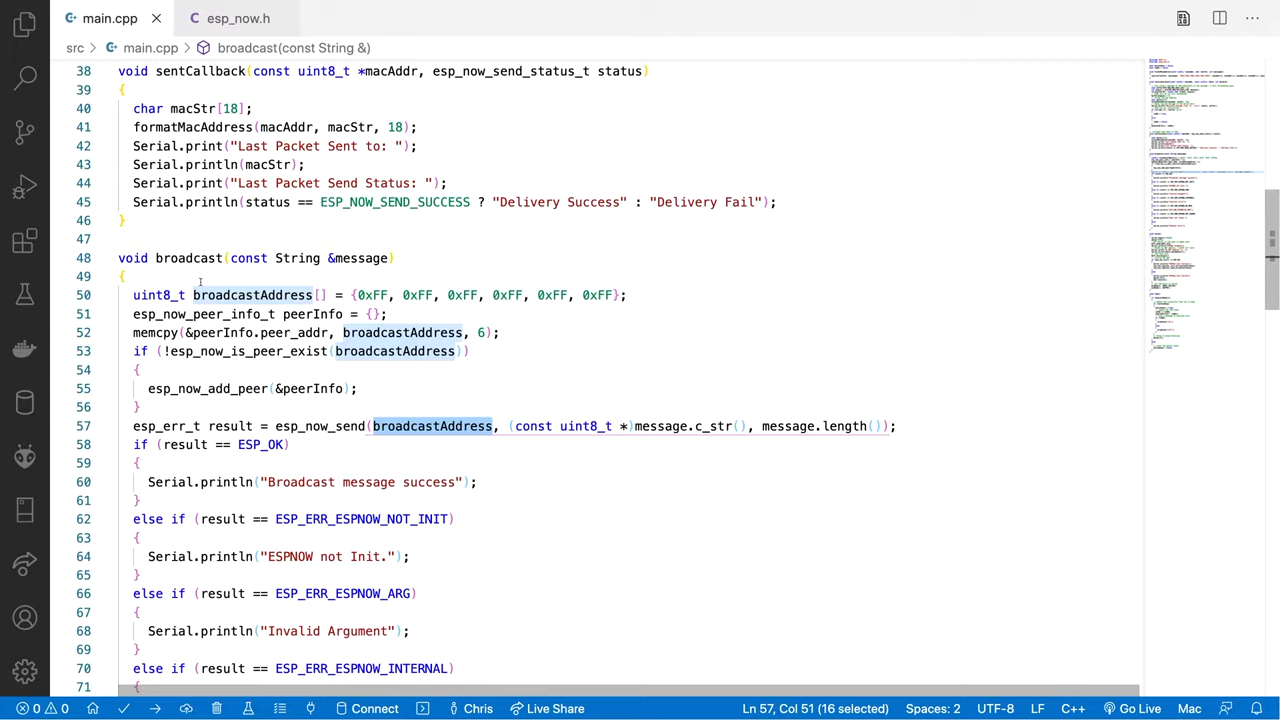 main.cpp
esp_now.h
src > main.cpp > broadcast(const String &)
38 void sentCallback(const uint8_t *macAddr, esp_now_send_status_t status)
39 {
40 char macStr[18];
41 formatMacAddress(macAddr, macStr, 18);
42 Serial.print("Last Packet Sent to: ");
43 Serial.println(macStr);
44 Serial.print("Last Packet Send Status: ");
45 Serial.println(status == ESP_NOW_SEND_SUCCESS ? "Delivery Success" : "Delivery Fail");
46 }
47
48 void broadcast(const String &message)
49 {
50 uint8_t broadcastAddress[] = {0xFF, 0xFF, 0xFF, 0xFF, 0xFF, 0xFF};
51 esp_now_peer_info_t peerInfo = {};
52 memcpy(&peerInfo.peer_addr, broadcastAddress, 6);
53 if (!esp_now_is_peer_exist(broadcastAddress))
54 {
55 esp_now_add_peer(&peerInfo);
56 }
57 esp_err_t result = esp_now_send(broadcastAddress, (const uint8_t *)message.c_str(), message.length());
58 if (result == ESP_OK)
59 {
60 Serial.println("Broadcast message success");
61 }
62 else if (result == ESP_ERR_ESPNOW_NOT_INIT)
63 {
64 Serial.println("ESPNOW not Init.");
65 }
66 else if (result == ESP_ERR_ESPNOW_ARG)
67 {
68 Serial.println("Invalid Argument");
69 }
70 else if (result == ESP_ERR_ESPNOW_INTERNAL)
71 {
0 0 Connect Chris Live Share Ln 57, Col 51 (16 selected) Spaces: 2 UTF-8 LF C++ Go Live Mac